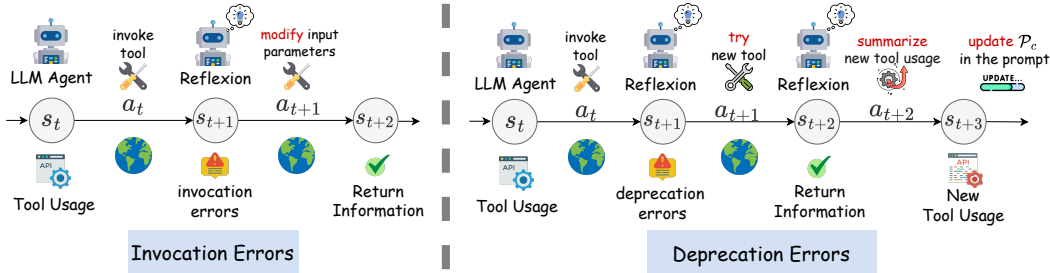 LLM Agent
invoke
tool
Reflexion
modify input
parameters
s_t
a_t
s_{t+1}
a_{t+1}
s_{t+2}
API
Tool Usage
invocation
errors
Return
Information
Invocation Errors
LLM Agent
invoke
tool
Reflexion
try
new tool
Reflexion
summarize
new tool usage
update 𝒫_c
in the prompt
UPDATE...
s_t
a_t
s_{t+1}
a_{t+1}
s_{t+2}
a_{t+2}
s_{t+3}
API
Tool Usage
deprecation
errors
Return
Information
API
New
Tool Usage
Deprecation Errors